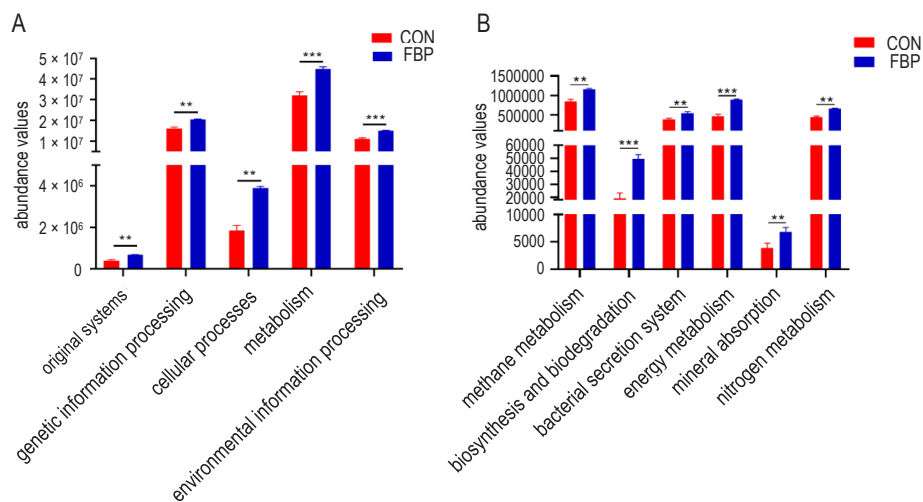 A
CON
FBP
abundance values
5 × 10⁷
4 × 10⁷
3 × 10⁷
2 × 10⁷
1 × 10⁷
4 × 10⁶
2 × 10⁶
0
**
**
**
***
***
original systems
genetic information processing
cellular processes
metabolism
environmental information processing
B
CON
FBP
abundance values
1500000
1000000
500000
60000
50000
40000
30000
20000
10000
5000
0
**
***
**
***
**
**
methane metabolism
biosynthesis and biodegradation
bacterial secretion system
energy metabolism
mineral absorption
nitrogen metabolism